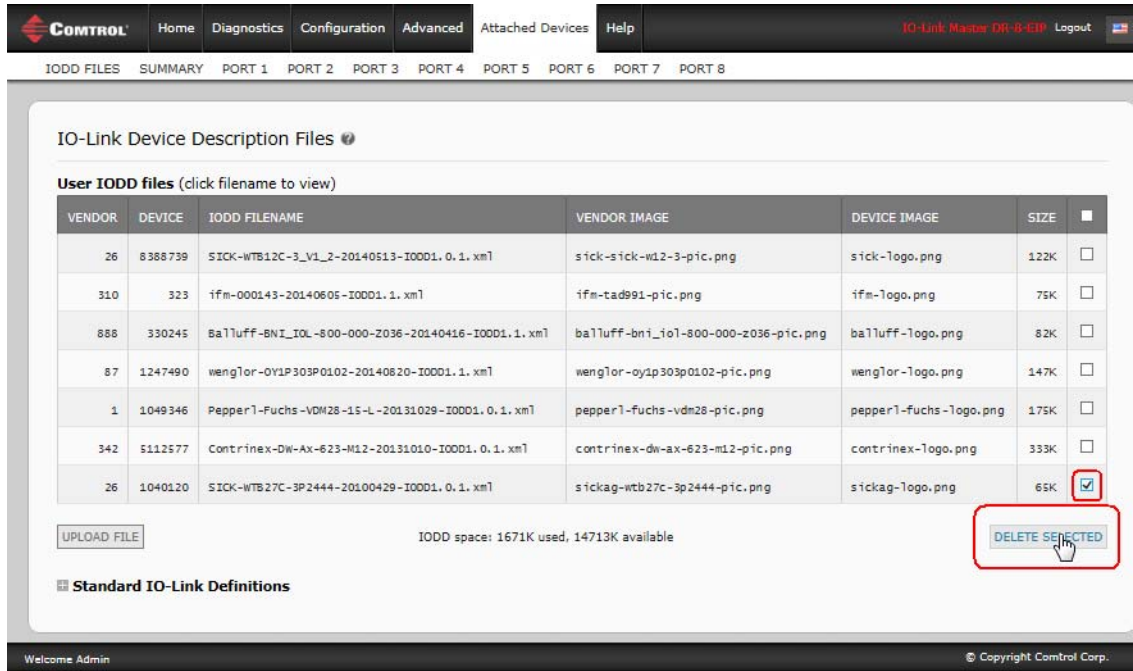 COMTROL Home Diagnostics Configuration Advanced Attached Devices Help IO-Link Master DR-8-EIP Logout
IODD FILES SUMMARY PORT 1 PORT 2 PORT 3 PORT 4 PORT 5 PORT 6 PORT 7 PORT 8
IO-Link Device Description Files ?
User IODD files (click filename to view)
VENDOR DEVICE IODD FILENAME VENDOR IMAGE DEVICE IMAGE SIZE
26 8388739 SICK-WTB12C-3_V1_2-20140513-IODD1.0.1.xml sick-sick-w12-3-pic.png sick-logo.png 122K
310 323 ifm-000143-20140605-IODD1.1.xml ifm-tad991-pic.png ifm-logo.png 75K
888 330245 Balluff-BNI_IOL-800-000-Z036-20140416-IODD1.1.xml balluff-bni_iol-800-000-z036-pic.png balluff-logo.png 82K
87 1247490 wenglor-OY1P303P0102-20140820-IODD1.1.xml wenglor-oy1p303p0102-pic.png wenglor-logo.png 147K
1 1049346 Pepperl-Fuchs-VDM28-15-L-20131029-IODD1.0.1.xml pepperl-fuchs-vdm28-pic.png pepperl-fuchs-logo.png 175K
342 5112577 Contrinex-DW-Ax-623-M12-20131010-IODD1.0.1.xml contrinex-dw-ax-623-m12-pic.png contrinex-logo.png 333K
26 1040120 SICK-WTB27C-3P2444-20100429-IODD1.0.1.xml sickag-wtb27c-3p2444-pic.png sickag-logo.png 65K
UPLOAD FILE IODD space: 1671K used, 14713K available DELETE SELECTED
Standard IO-Link Definitions
Welcome Admin © Copyright Comtrol Corp.